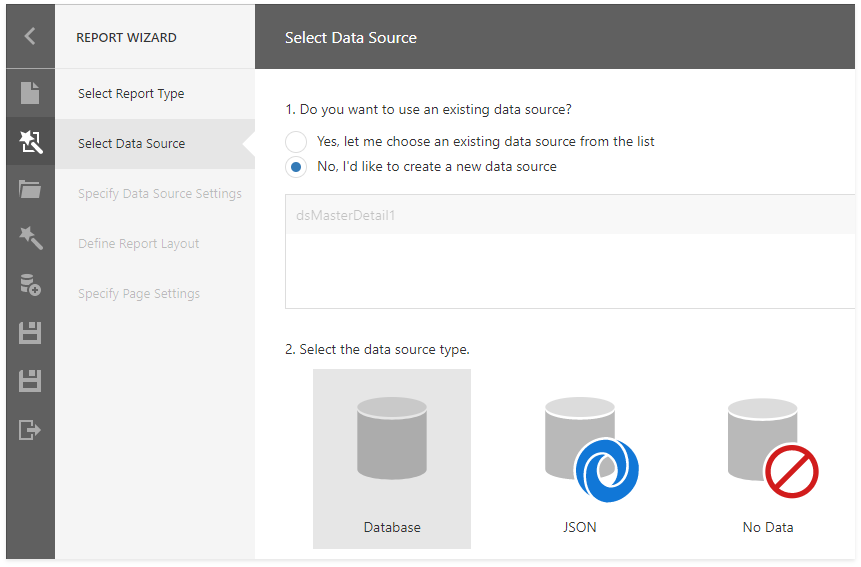 REPORT WIZARD
Select Data Source
Select Report Type
Select Data Source
Specify Data Source Settings
Define Report Layout
Specify Page Settings
1. Do you want to use an existing data source?
Yes, let me choose an existing data source from the list
No, I'd like to create a new data source
dsMasterDetail1
2. Select the data source type.
Database
JSON
No Data